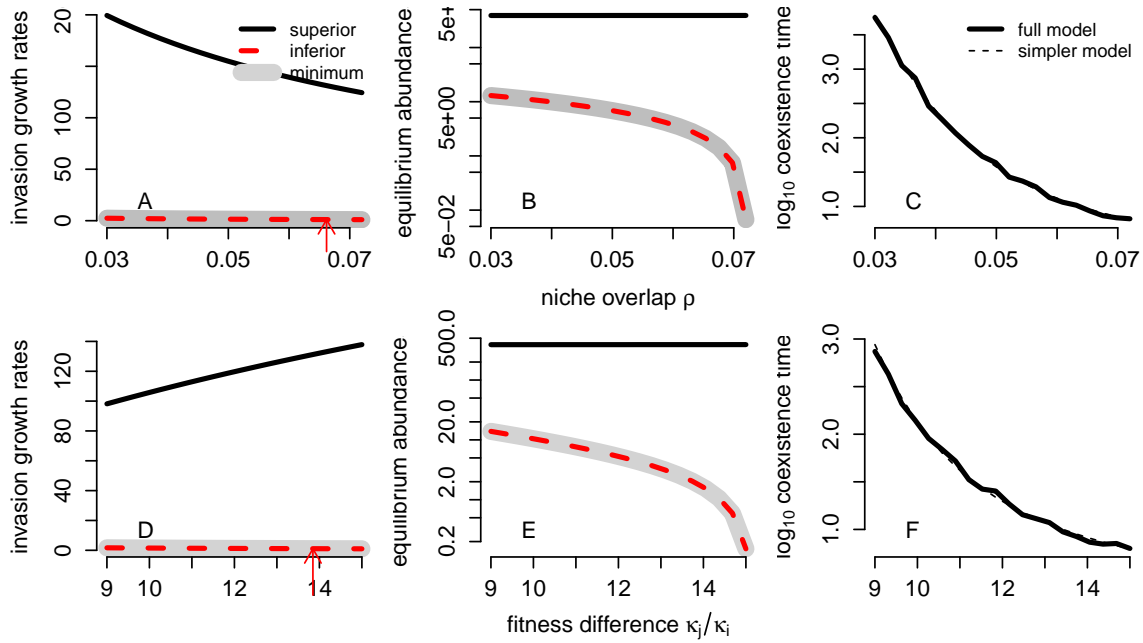 invasion growth rates
0
50
100
20
superior
inferior
minimum
A
0.03
0.05
0.07
equilibrium abundance
5e−02
5e+00
5e+
B
0.03
0.05
0.07
niche overlap ρ
log10 coexistence time
1.0
2.0
3.0
full model
simpler model
C
0.03
0.05
0.07
invasion growth rates
0
40
80
120
D
9
10
12
14
equilibrium abundance
0.2
2.0
20.0
500.0
E
9
10
12
14
fitness difference κj/κi
log10 coexistence time
1.0
2.0
3.0
F
9
10
11
12
13
14